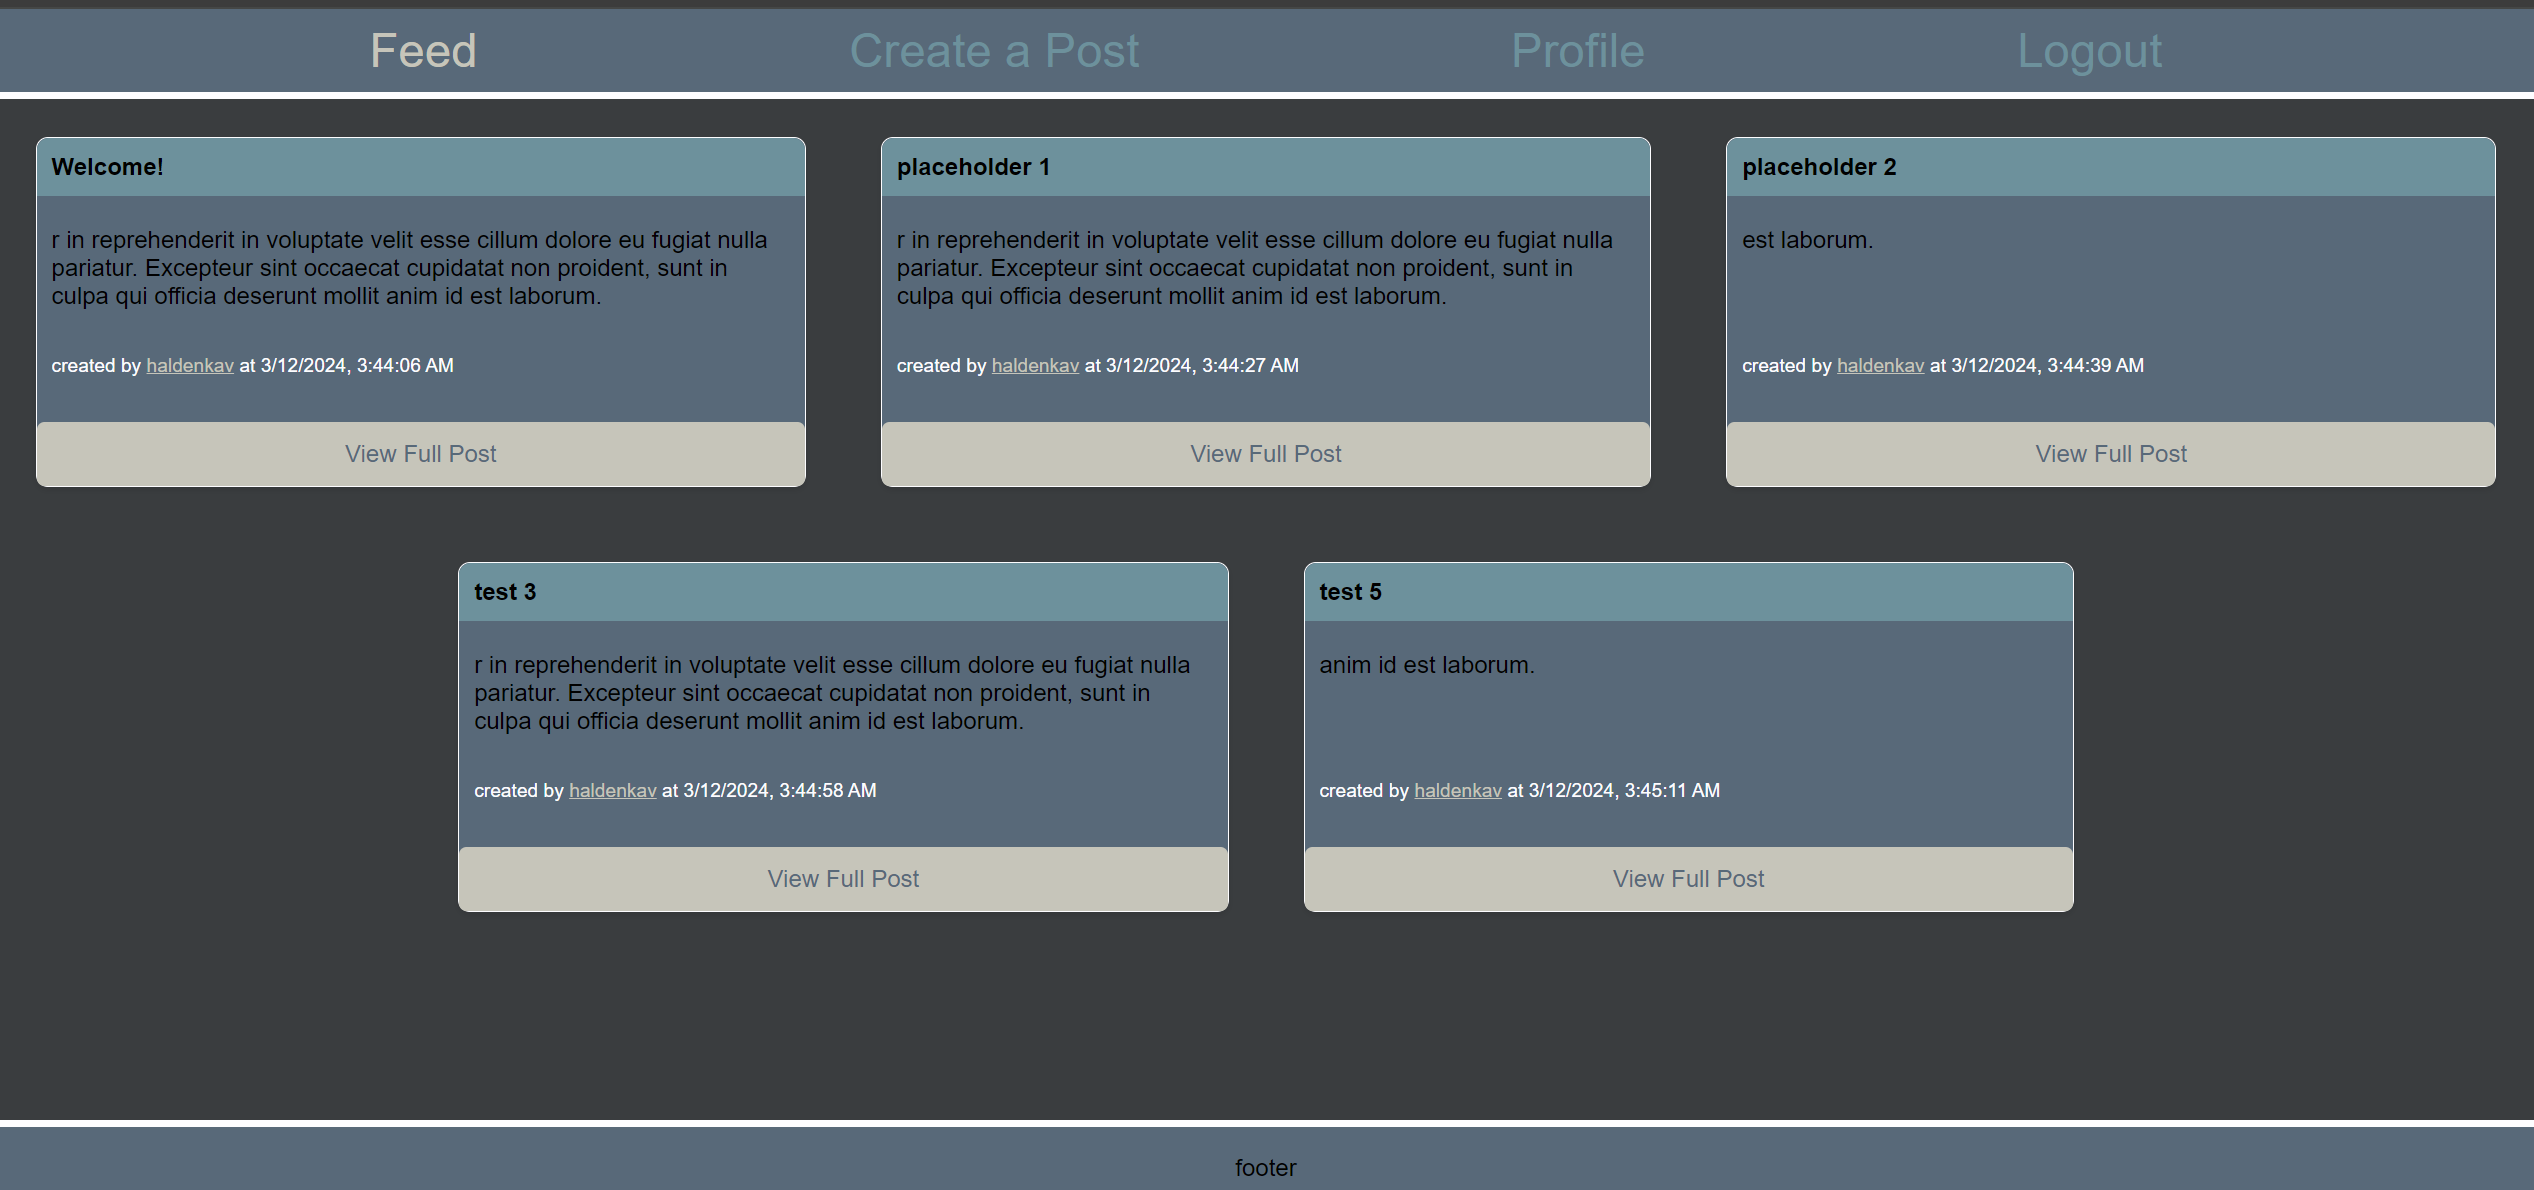 Feed
Create a Post
Profile
Logout
Welcome!
r in reprehenderit in voluptate velit esse cillum dolore eu fugiat nulla
pariatur. Excepteur sint occaecat cupidatat non proident, sunt in
culpa qui officia deserunt mollit anim id est laborum.
created by haldenkav at 3/12/2024, 3:44:06 AM
View Full Post
placeholder 1
r in reprehenderit in voluptate velit esse cillum dolore eu fugiat nulla
pariatur. Excepteur sint occaecat cupidatat non proident, sunt in
culpa qui officia deserunt mollit anim id est laborum.
created by haldenkav at 3/12/2024, 3:44:27 AM
View Full Post
placeholder 2
est laborum.
created by haldenkav at 3/12/2024, 3:44:39 AM
View Full Post
test 3
r in reprehenderit in voluptate velit esse cillum dolore eu fugiat nulla
pariatur. Excepteur sint occaecat cupidatat non proident, sunt in
culpa qui officia deserunt mollit anim id est laborum.
created by haldenkav at 3/12/2024, 3:44:58 AM
View Full Post
test 5
anim id est laborum.
created by haldenkav at 3/12/2024, 3:45:11 AM
View Full Post
footer